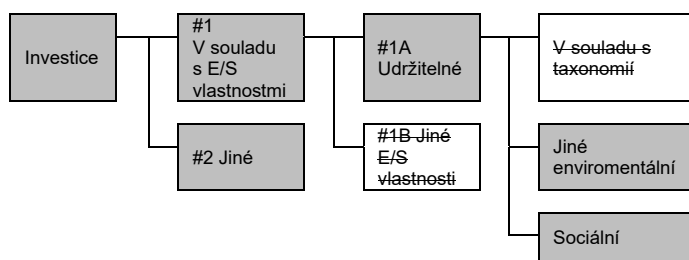 Investice
#1
V souladu
s E/S
vlastnostmi
#2 Jiné
#1A
Udržitelné
#1B Jiné
E/S
vlastnosti
V souladu s
taxonomií
Jiné
enviromentální
Sociální